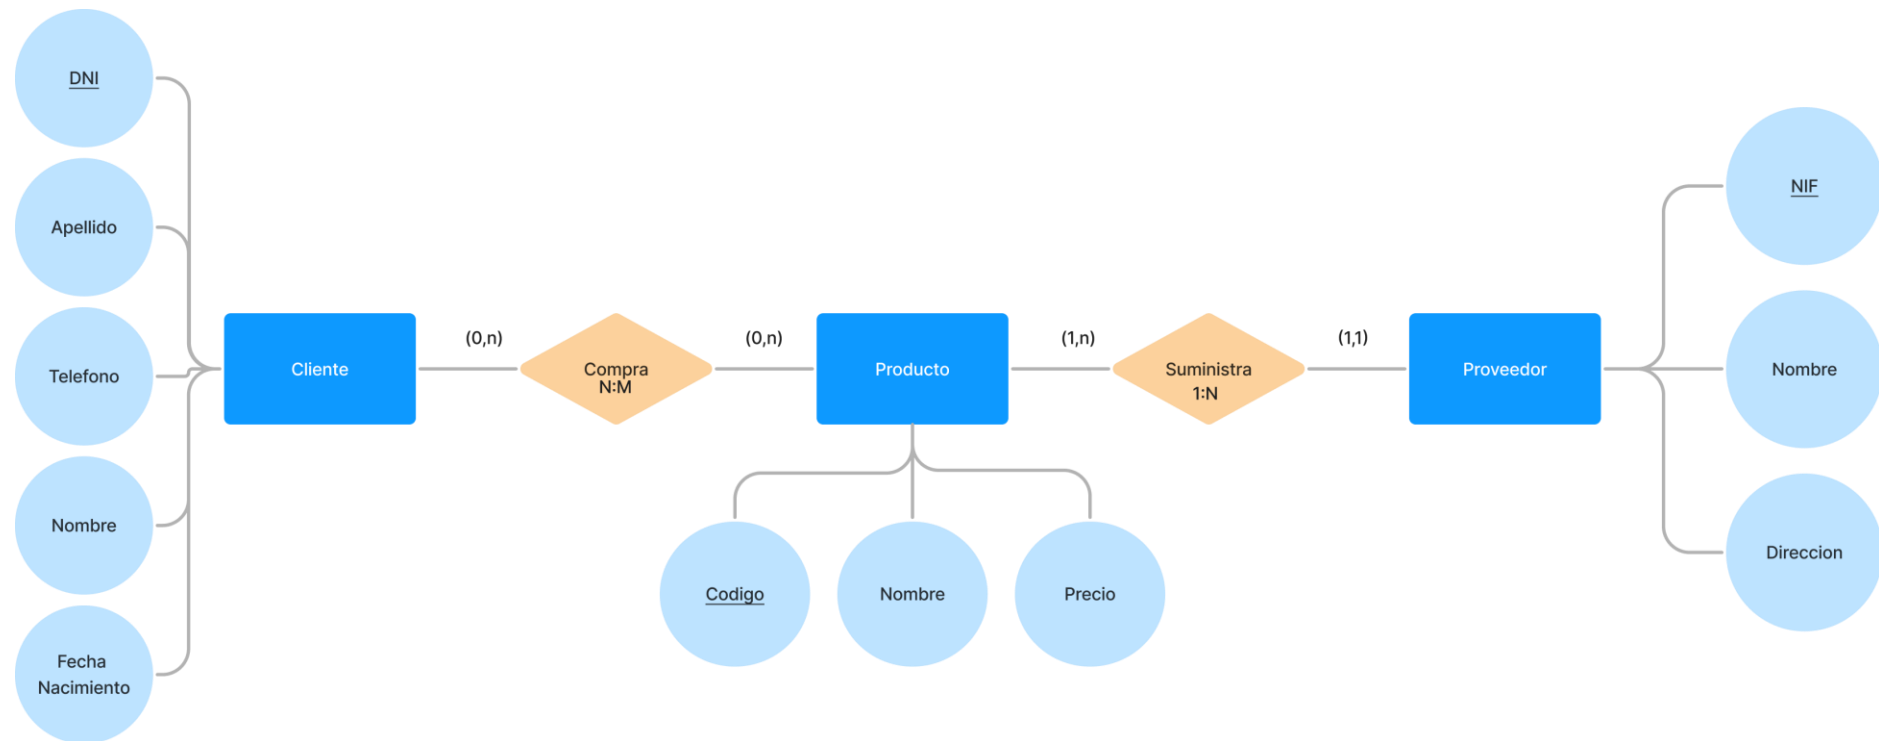 DNI
Apellido
Telefono
Nombre
Fecha
Nacimiento
Cliente
(0,n)
Compra
N:M
(0,n)
Producto
Codigo
Nombre
Precio
(1,n)
Suministra
1:N
(1,1)
Proveedor
NIF
Nombre
Direccion